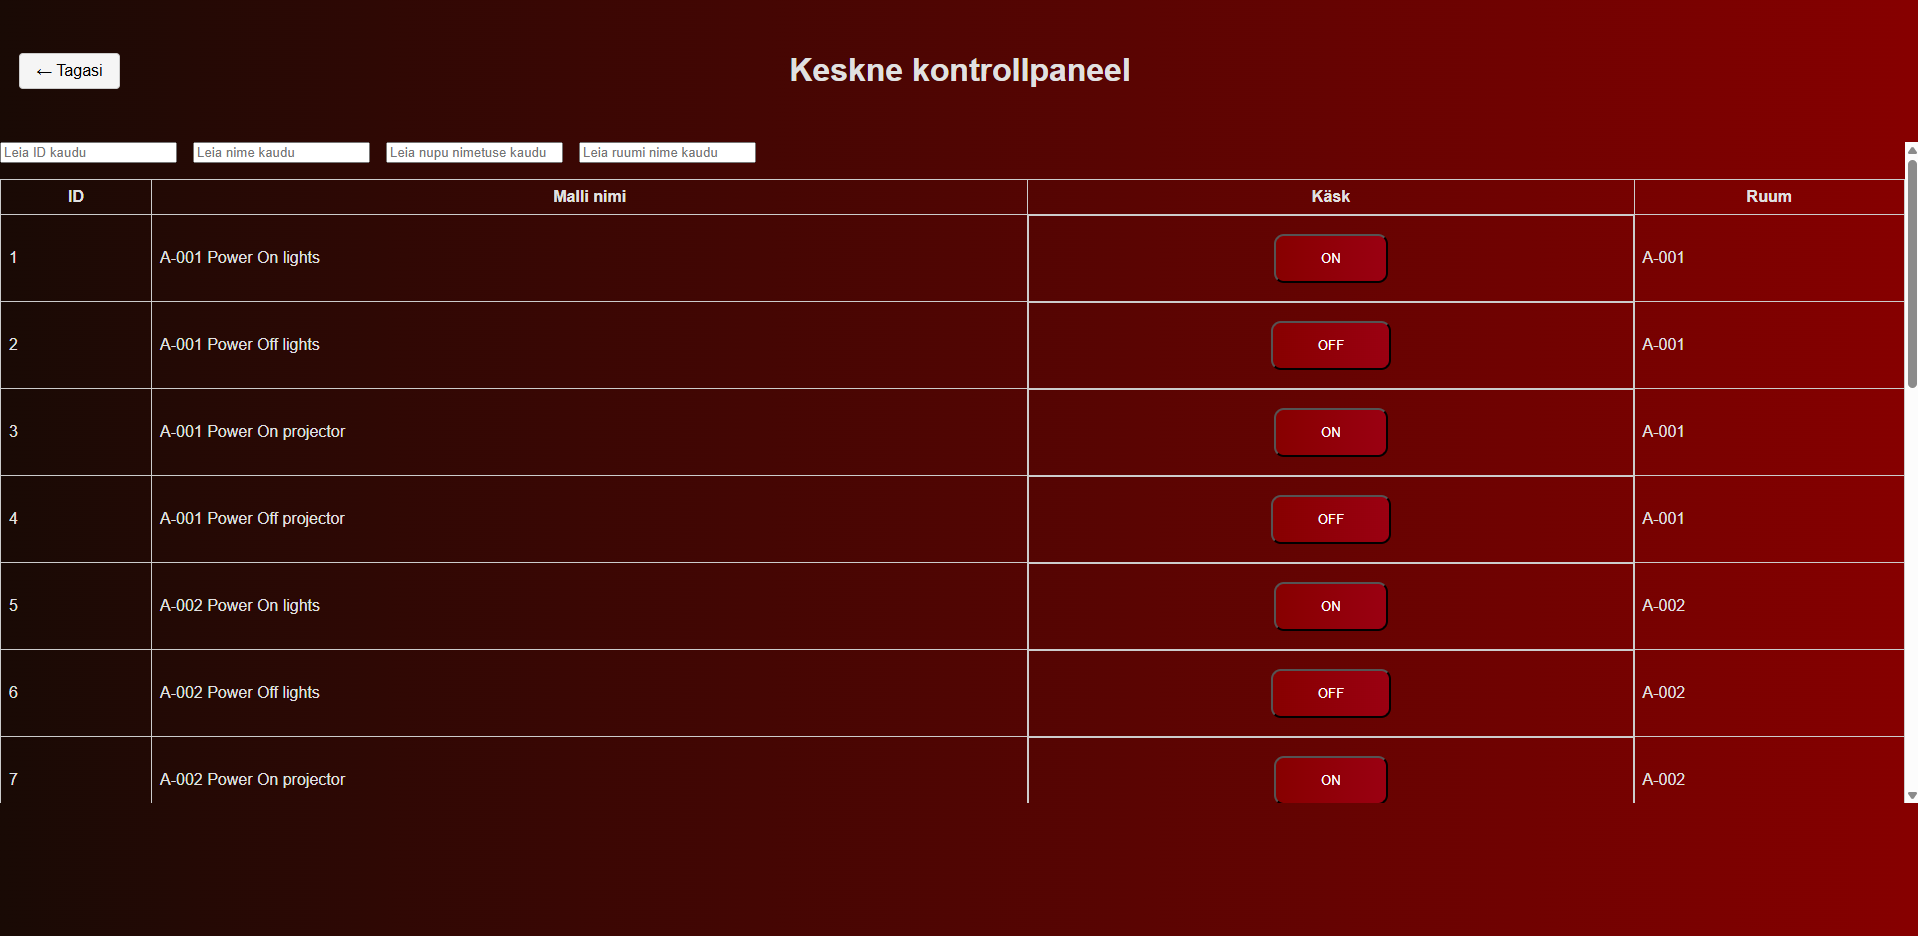 ← Tagasi
Keskne kontrollpaneel
Leia ID kaudu Leia nime kaudu Leia nupu nimetuse kaudu Leia ruumi nime kaudu
ID Malli nimi Käsk Ruum
1 A-001 Power On lights ON A-001
2 A-001 Power Off lights OFF A-001
3 A-001 Power On projector ON A-001
4 A-001 Power Off projector OFF A-001
5 A-002 Power On lights ON A-002
6 A-002 Power Off lights OFF A-002
7 A-002 Power On projector ON A-002